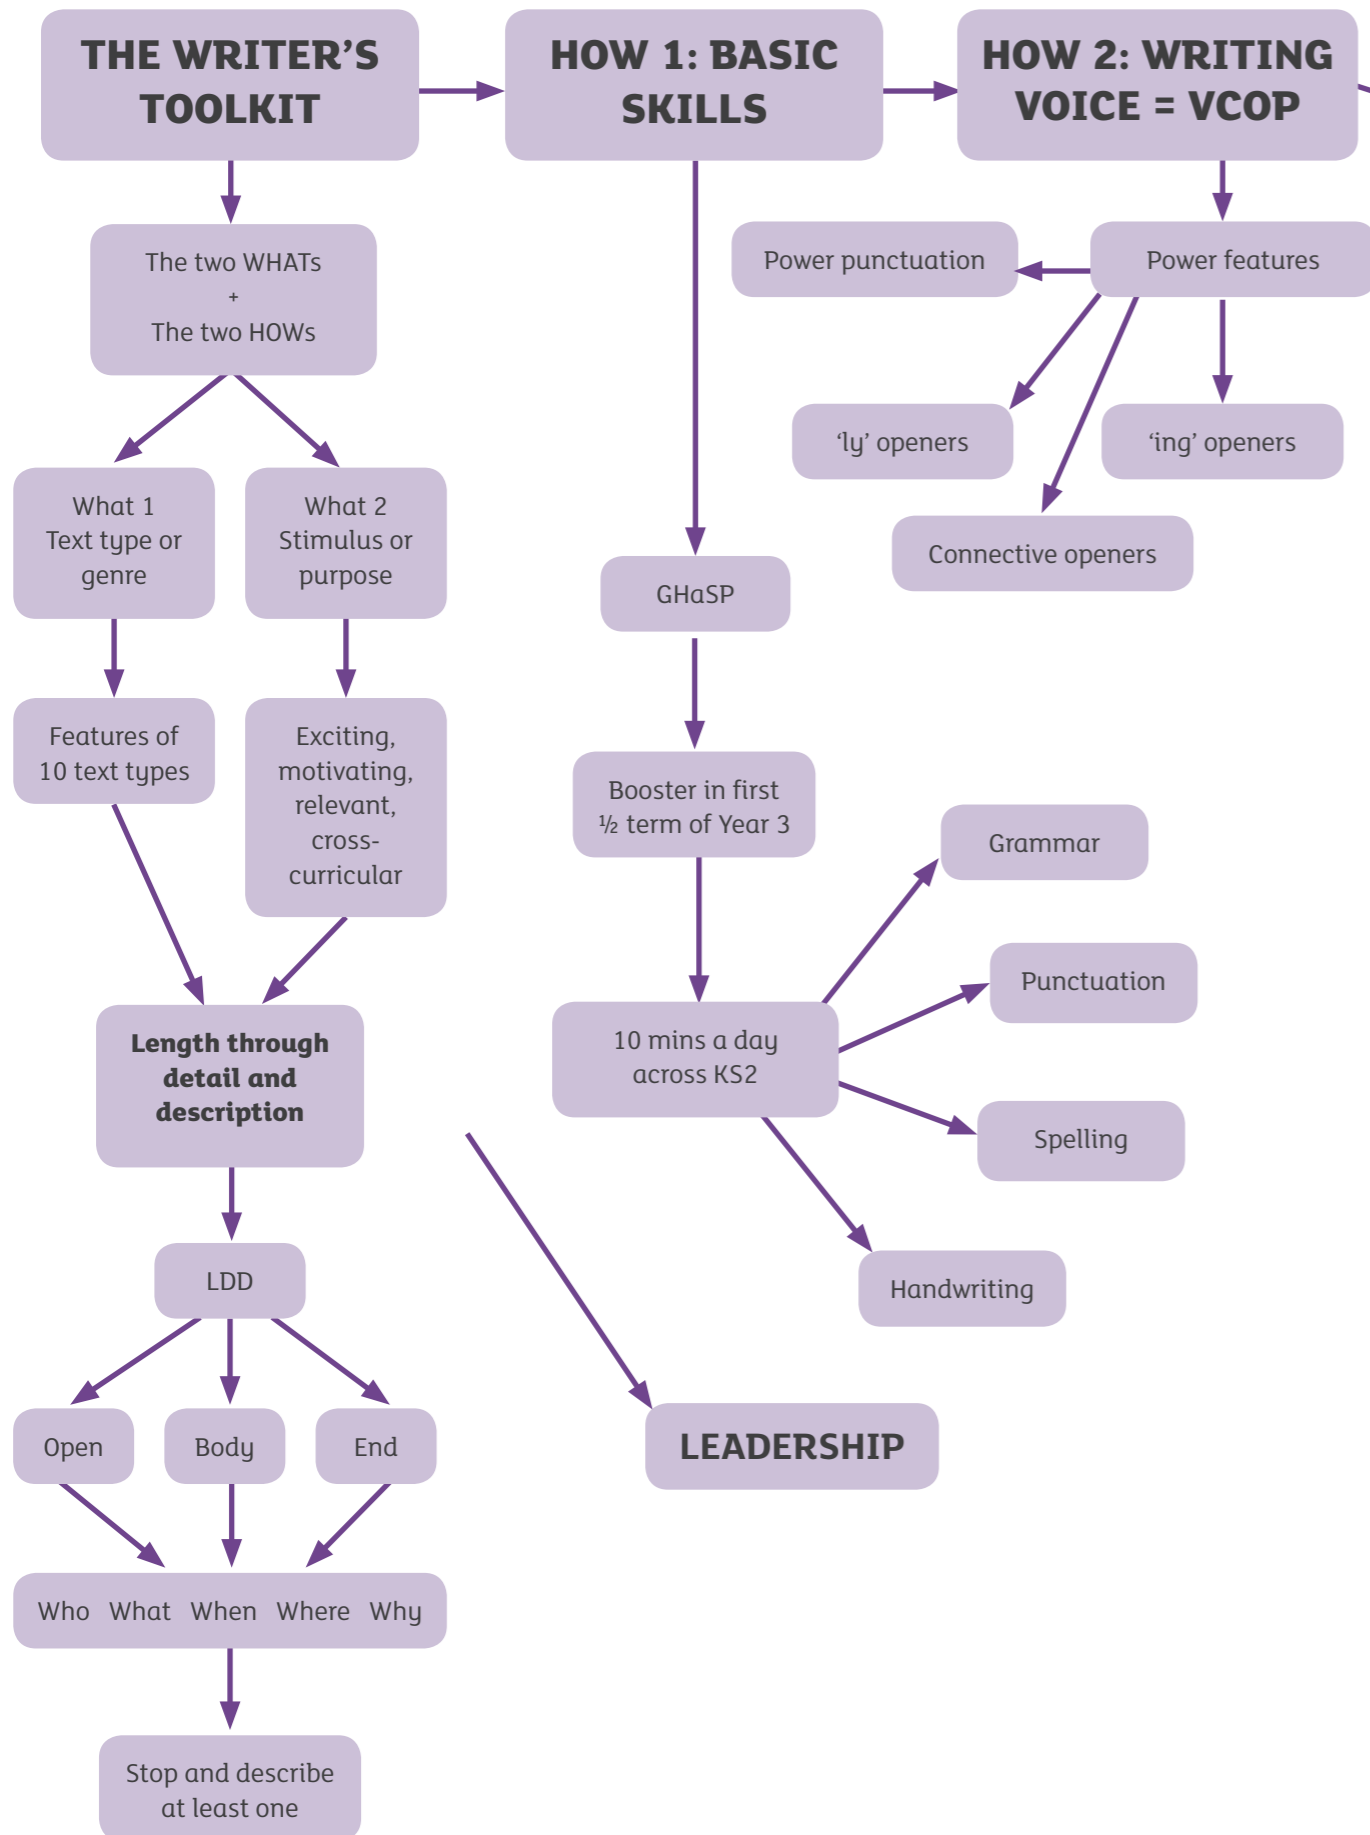 THE WRITER’S
TOOLKIT
The two WHATs
+
The two HOWs
What 1
Text type or
genre
What 2
Stimulus or
purpose
Features of
10 text types
Exciting,
motivating,
relevant,
cross-
curricular
Length through
detail and
description
LDD
Open
Body
End
Who What When Where Why
Stop and describe
at least one
HOW 1: BASIC
SKILLS
GHaSP
Booster in first
½ term of Year 3
10 mins a day
across KS2
Grammar
Punctuation
Spelling
Handwriting
LEADERSHIP
HOW 2: WRITING
VOICE = VCOP
Power features
Power punctuation
‘ly’ openers
‘ing’ openers
Connective openers